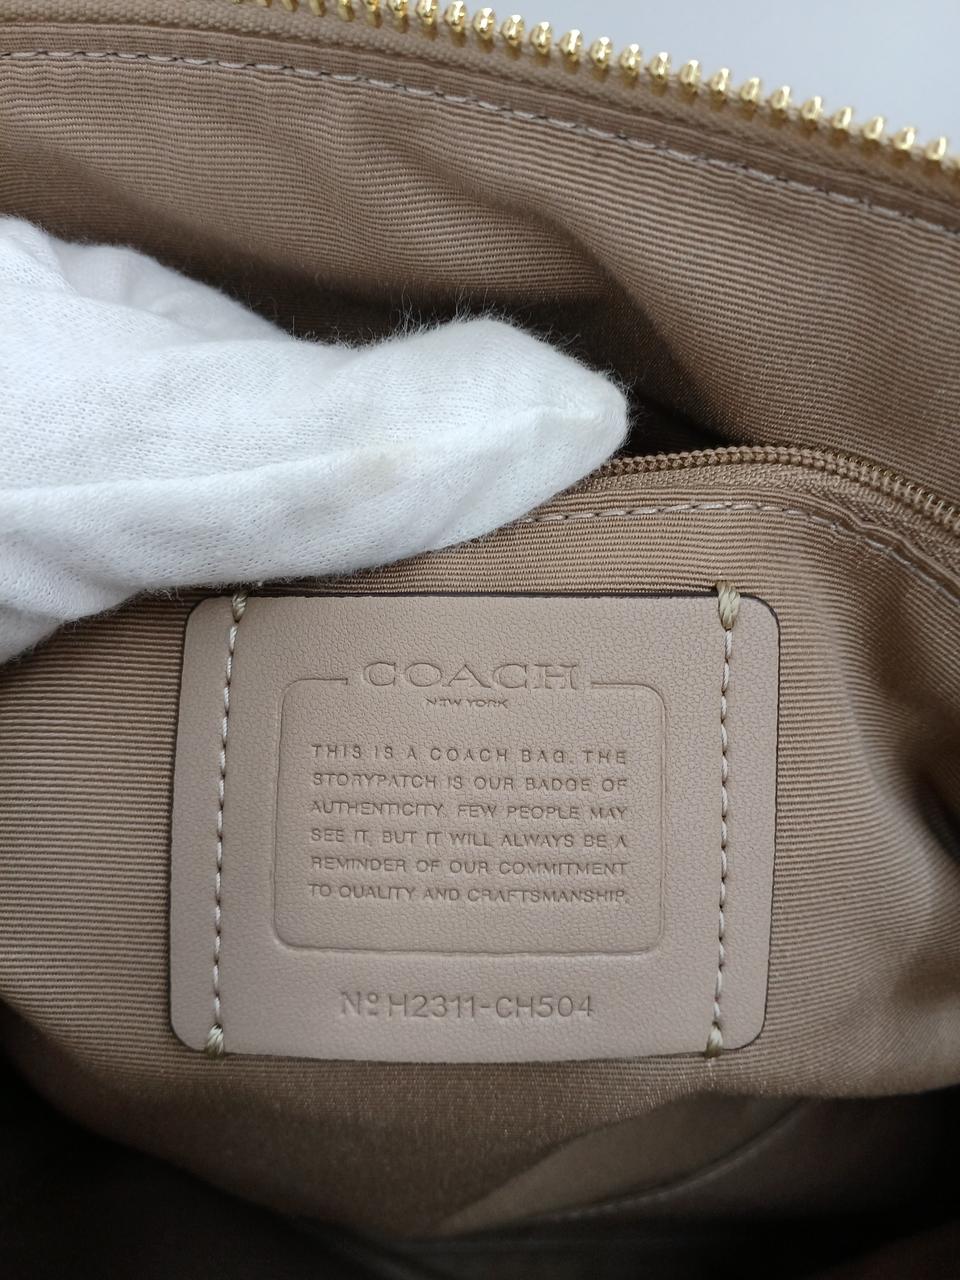 COACH
NEW YORK
THIS IS A COACH BAG. THE
STORYPATCH IS OUR BADGE OF
AUTHENTICITY. FEW PEOPLE MAY
SEE IT, BUT IT WILL ALWAYS BE A
REMINDER OF OUR COMMITMENT
TO QUALITY AND CRAFTSMANSHIP.
Nº H2311-CH504